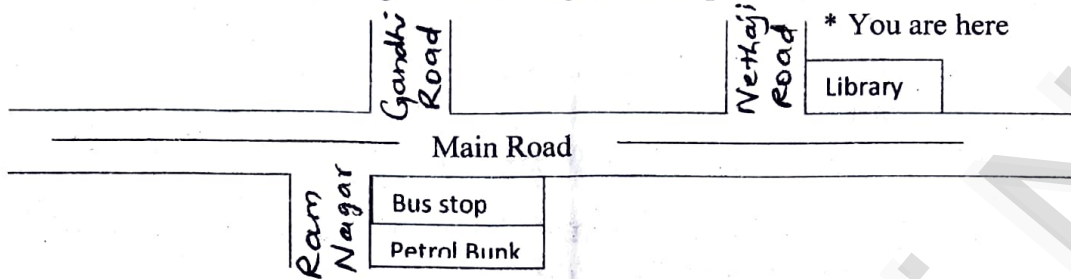 Gandhi
Road
Nethaji
Road
* You are here
Library
Main Road
Ram
Nagar
Bus stop
Petrol Bunk